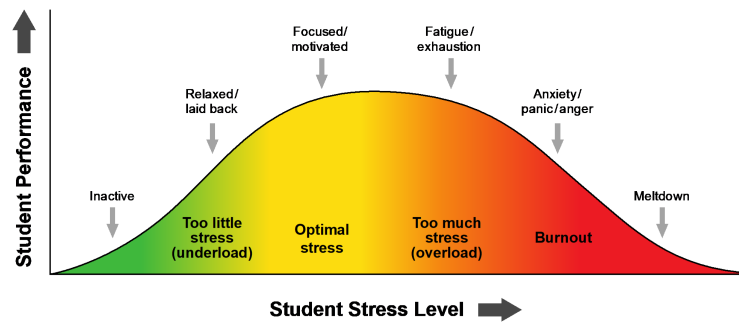 Focused/
motivated
Fatigue/
exhaustion
Relaxed/
laid back
Anxiety/
panic/anger
Inactive
Meltdown
Too little
stress
(underload)
Optimal
stress
Too much
stress
(overload)
Burnout
Student Performance
Student Stress Level